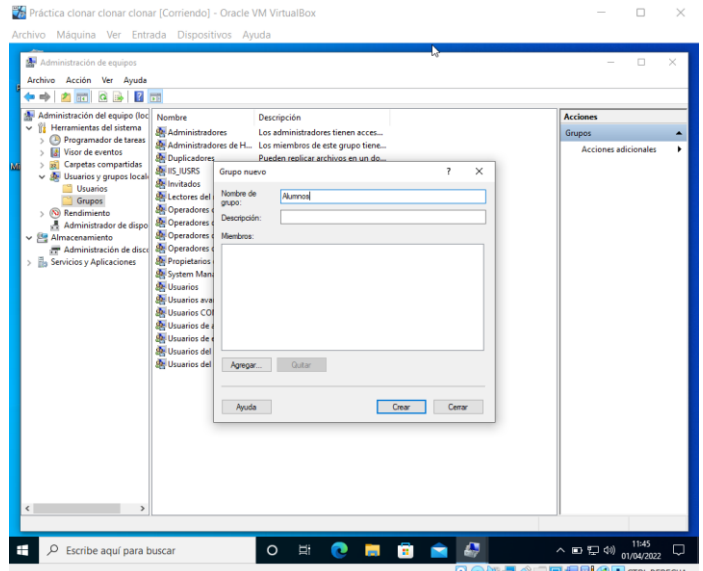 Práctica clonar clonar clonar [Corriendo] - Oracle VM VirtualBox
Archivo Máquina Ver Entrada Dispositivos Ayuda
Administración de equipos
Archivo Acción Ver Ayuda
Administración del equipo (loc
Herramientas del sistema
Programador de tareas
Visor de eventos
Carpetas compartidas
Usuarios y grupos locale
Usuarios
Grupos
Rendimiento
Administrador de dispo
Almacenamiento
Administración de disco
Servicios y Aplicaciones
Nombre Descripción
Administradores Los administradores tienen acces...
Administradores de H... Los miembros de este grupo tiene...
Duplicadores Pueden replicar archivos en un do...
IIS_IUSRS
Invitados
Lectores del
Operadores
Operadores
Operadores
Operadores
Propietarios
System Mana
Usuarios
Usuarios ava
Usuarios CO
Usuarios de
Usuarios de
Usuarios del
Usuarios del
Grupo nuevo ? ×
Nombre de grupo: Alumnos
Descripción:
Miembros:
Agregar... Quitar
Ayuda Crear Cerrar
Acciones
Grupos
Acciones adicionales
Escribe aquí para buscar
11:45
01/04/2022